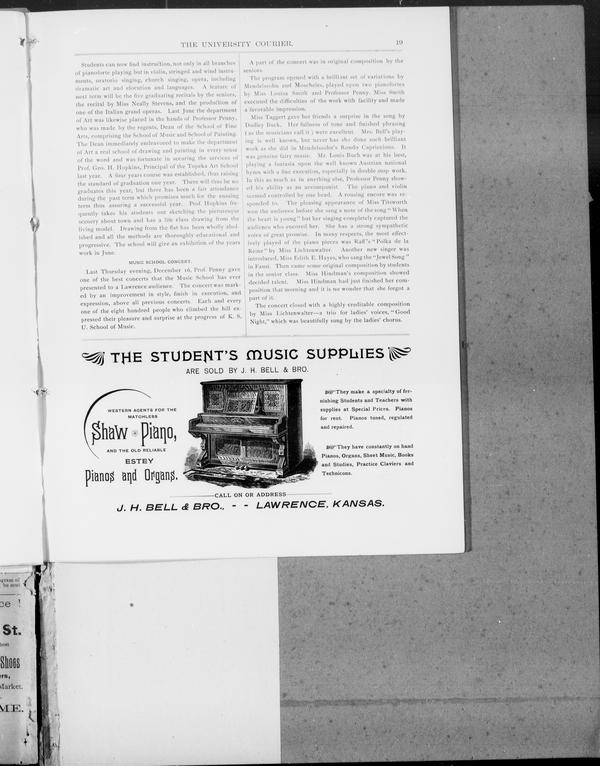 THE UNIVERSITY COURIER. 19
Students can now find instruction, not only in all branches
of pianoforte playing but in violin, stringed and wind instru-
ments, oratorio singing, church singing, opera, including
dramatic art and elocution and languages. A feature of
next term will be the five graduating recitals by the seniors,
the recital by Miss Neally Stevens, and the production of
one of the Italian grand operas. Last June the department
of Art was likewise placed in the hands of Professor Penny,
who was made by the regents, Dean of the School of Fine
Arts, comprising the School of Music and School of Painting.
The Dean immediately endeavored to make the department
of Art a real school of drawing and painting in every sense
of the word and was fortunate in securing the services of
Prof. Geo. H. Hopkins, Principal of the Topeka Art School
last year. A four years course was established, thus raising
the standard of graduation one year. There will thus be no
graduates this year, but there has been a fair attendance
during the past term which promises much for the ensuing
term thus assuring a successful year. Prof. Hopkins fre-
quently takes his students out sketching the picturesque
scenery about town and has a life class drawing from the
living model. Drawing from the flat has been wholly abol-
ished and all the methods are thoroughly educational and
progressive. The school will give an exhibition of the years
work in June.
MUSIC SCHOOL CONCERT.
Last Thursday evening, December 16, Prof. Penny gave
one of the best concerts that the Music School has ever
presented to a Lawrence audience. The concert was mark-
ed by an improvement in style, finish in execution, and
expression, above all previous concerts. Each and every
one of the eight hundred people who climbed the hill ex-
pressed their pleasure and surprise at the progress of K. S.
U. School of Music.
A part of the concert was in original composition by the
seniors.
The program opened with a brilliant set of variations by
Mendelssohn and Moscheles, played upon two pianofortes
by Miss Louisa Smith and Professor Penny. Miss Smith
executed the difficulties of the work with facility and made
a favorable impression.
Miss Taggert gave her friends a surprise in the song by
Dudley Buck. Her fullness of tone and finished phrasing
( as the musicians call it ) were excellent. Mrs. Bell's play-
ing is well known, but never has she done such brilliant
work as she did in Mendelssohn's Rondo Capriccioso. It
was genuine fairy music. Mr. Louis Buch was at his best,
playing a fantasia upon the well known Austrian national
hymn with a fine execution, especially in double stop work.
In this as much as in anything else, Professor Penny show-
ed his ability as an accompanist. The piano and violin
seemed controlled by one head. A rousing encore was re-
sponded to. The pleasing appearance of Miss Titsworth
won the audience before she sang a note of the song " When
the heart is young " but her singing completely captured the
audience who encored her. She has a strong sympathetic
voice of great promise. In many respects, the most effect-
ively played of the piano pieces was Raff's " Polka de la
Reine " by Miss Lichtenwalter. Another new singer was
introduced, Miss Edith E. Hayes, who sang the "Jewel Song "
in Faust. Then came some original composition by students
in the senior class. Miss Hindman's composition showed
decided talent. Miss Hindman had just finished her com-
position that morning and it is no wonder that she forgot a
part of it.
The concert closed with a highly creditable composition
by Miss Lichtenwalter—a trio for ladies' voices, "Good
Night," which was beautifully sung by the ladies' chorus.
THE STUDENT'S MUSIC SUPPLIES
ARE SOLD BY J. H. BELL & BRO.
WESTERN AGENTS FOR THE
MATCHLESS
Shaw Piano,
AND THE OLD RELIABLE
ESTEY
Pianos and Organs.
They make a specialty of fur-
nishing Students and Teachers with
supplies at Special Prices. Pianos
for rent. Pianos tuned, regulated
and repaired.
They have constantly on hand
Pianos, Organs, Sheet Music, Books
and Studies, Practice Claviers and
Technicons.
CALL ON OR ADDRESS
J. H. BELL & BRO., - - LAWRENCE, KANSAS.
St.
Shoes
Market.
ME.